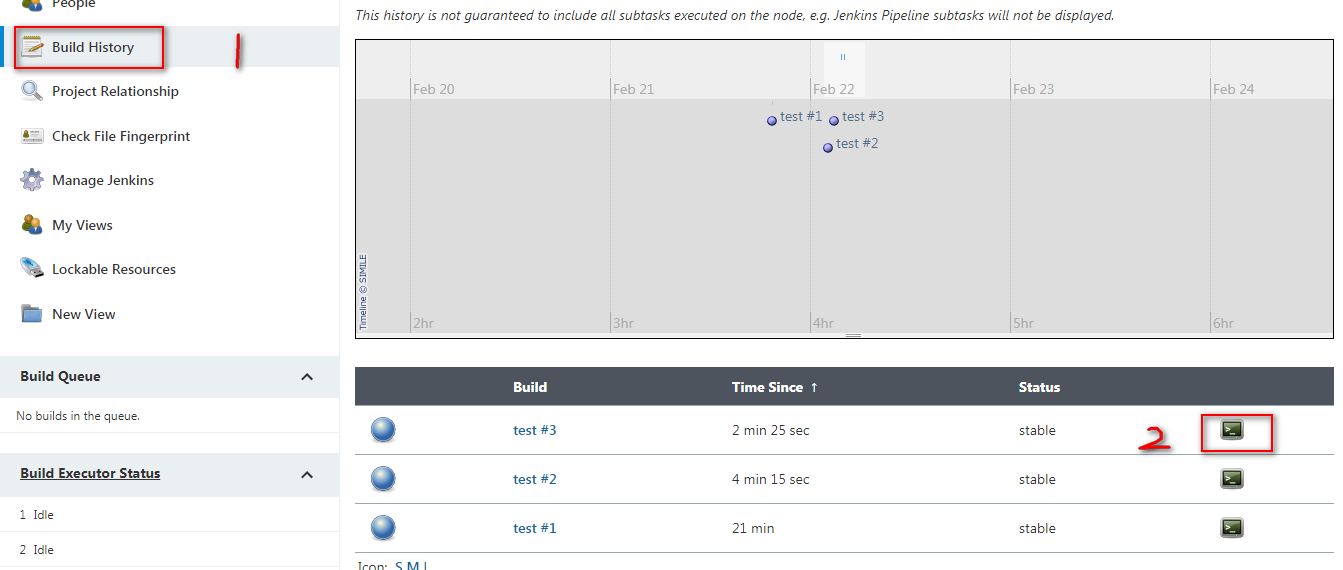 People
Build History
1
Project Relationship
Check File Fingerprint
Manage Jenkins
My Views
Lockable Resources
New View
Build Queue
No builds in the queue.
Build Executor Status
1 Idle
2 Idle
This history is not guaranteed to include all subtasks executed on the node, e.g. Jenkins Pipeline subtasks will not be displayed.
Feb 20 Feb 21 Feb 22 Feb 23 Feb 24
test #1 test #3
test #2
Timeline © SIMILE
2hr 3hr 4hr 5hr 6hr
Build Time Since ↑ Status
test #3 2 min 25 sec stable 2
test #2 4 min 15 sec stable
test #1 21 min stable
Icon: S M L